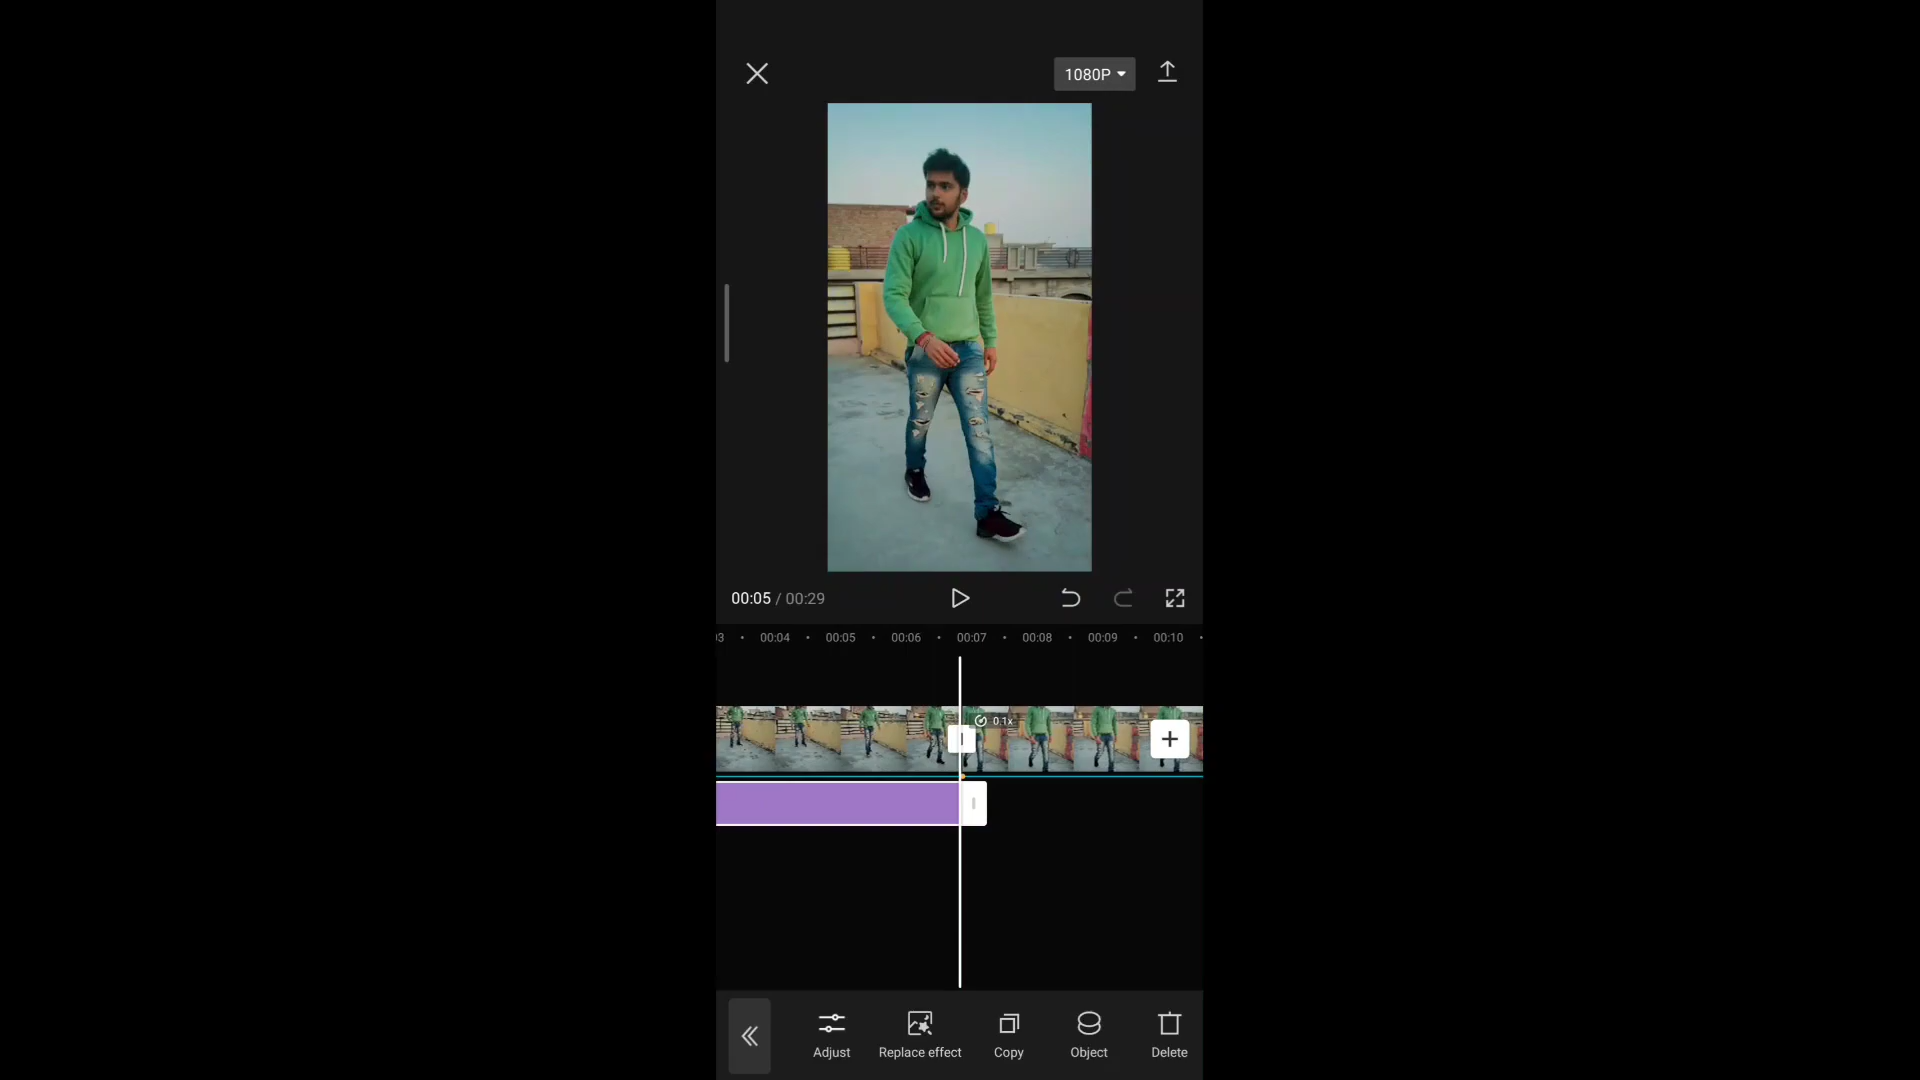 1080P
00:05 / 00:29
03 00:04 00:05 00:06 00:07 00:08 00:09 00:10
0.1x
Adjust Replace effect Copy Object Delete